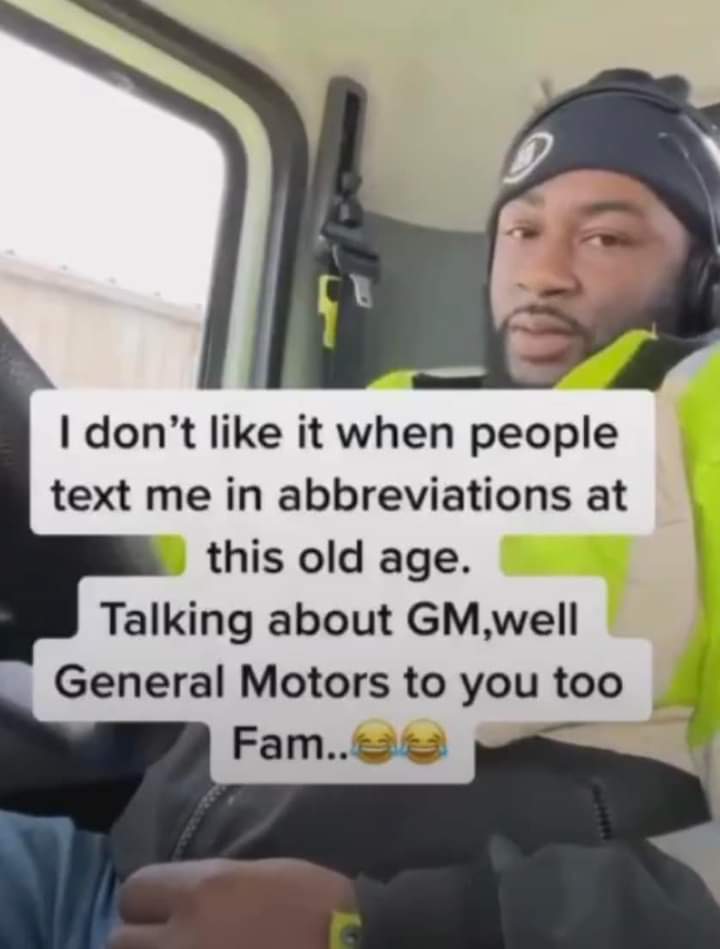 I don't like it when people
text me in abbreviations at
this old age.
Talking about GM,well
General Motors to you too
Fam..😂😂